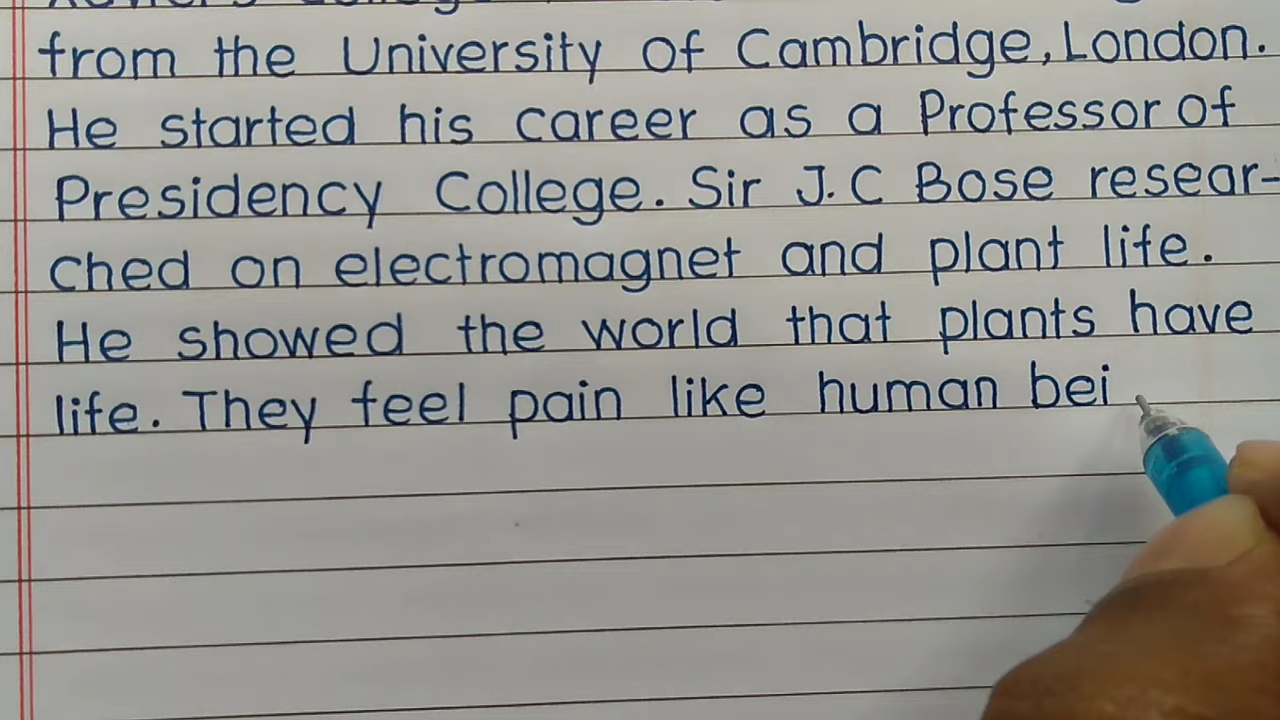 from the University of Cambridge, London.
He started his career as a Professor of
Presidency College. Sir J.C Bose resear-
ched on electromagnet and plant life.
He showed the world that plants have
life. They feel pain like human bei